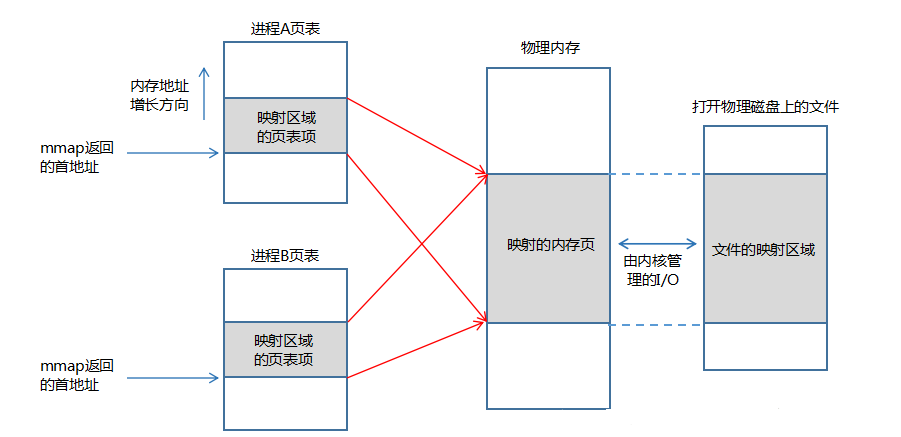 进程A页表
物理内存
内存地址
增长方向
映射区域
的页表项
打开物理磁盘上的文件
mmap返回
的首地址
映射的内存页
文件的映射区域
由内核管
理的I/O
进程B页表
映射区域
的页表项
mmap返回
的首地址